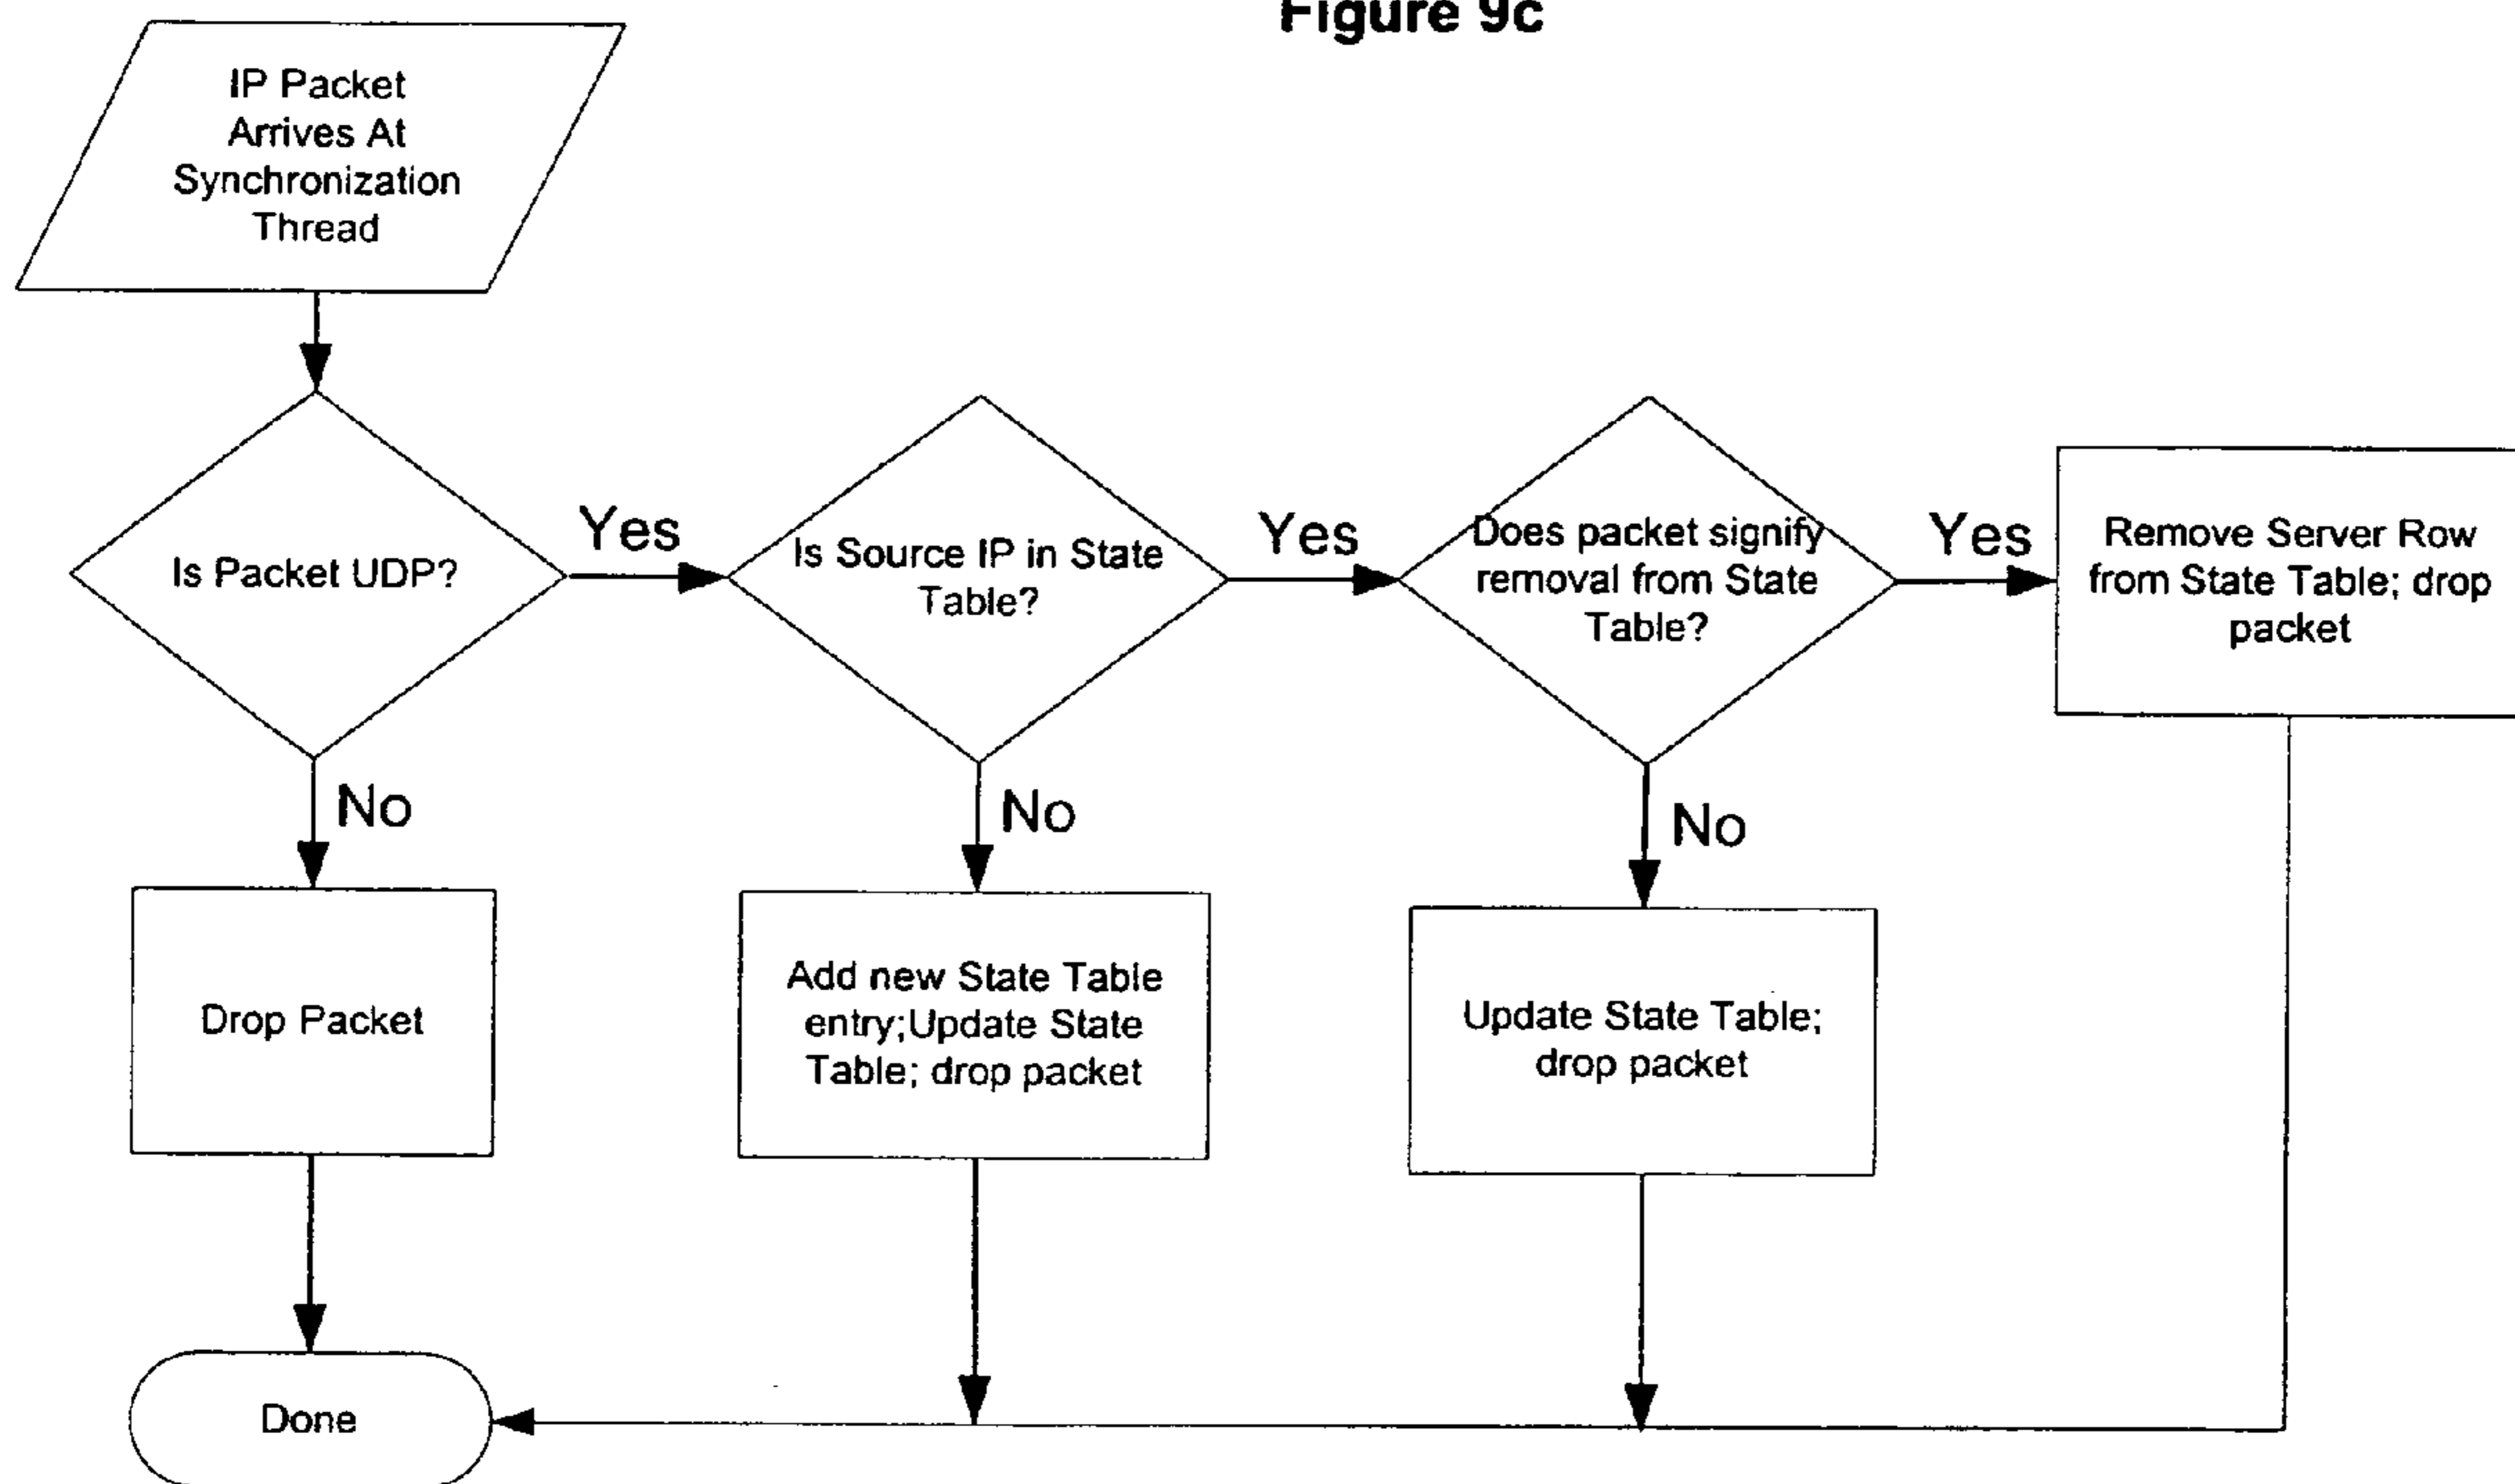 Figure 9c
IP Packet
Arrives At
Synchronization
Thread
Is Packet UDP?
Yes
Is Source IP in State
Table?
Yes
Does packet signify
removal from State
Table?
Yes
Remove Server Row
from State Table; drop
packet
No
No
No
Drop Packet
Add new State Table
entry;Update State
Table; drop packet
Update State Table;
drop packet
Done